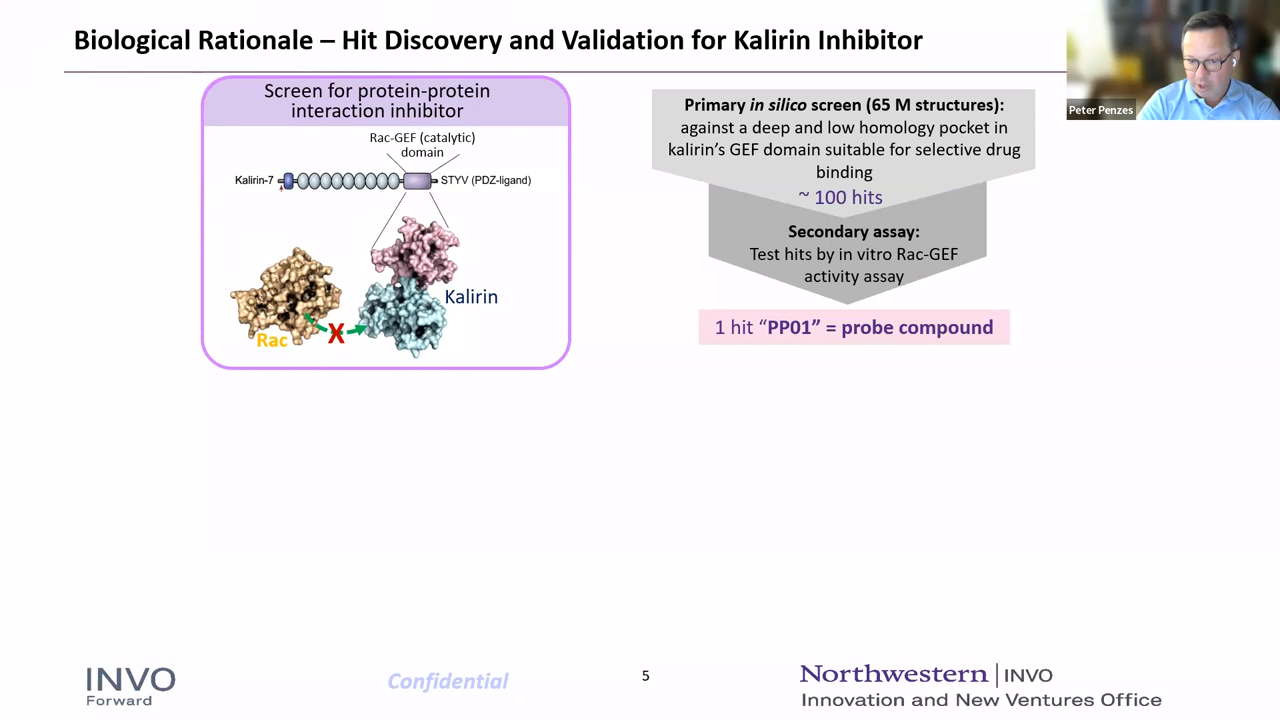 Biological Rationale – Hit Discovery and Validation for Kalirin Inhibitor
Peter Penzes
Screen for protein-protein
interaction inhibitor
Rac-GEF (catalytic)
domain
Kalirin-7
STYV (PDZ-ligand)
Kalirin
Rac
X
Primary in silico screen (65 M structures):
against a deep and low homology pocket in
kalirin’s GEF domain suitable for selective drug
binding
~ 100 hits
Secondary assay:
Test hits by in vitro Rac-GEF
activity assay
1 hit “PP01” = probe compound
INVO
Forward
Confidential
5
Northwestern | INVO
Innovation and New Ventures Office